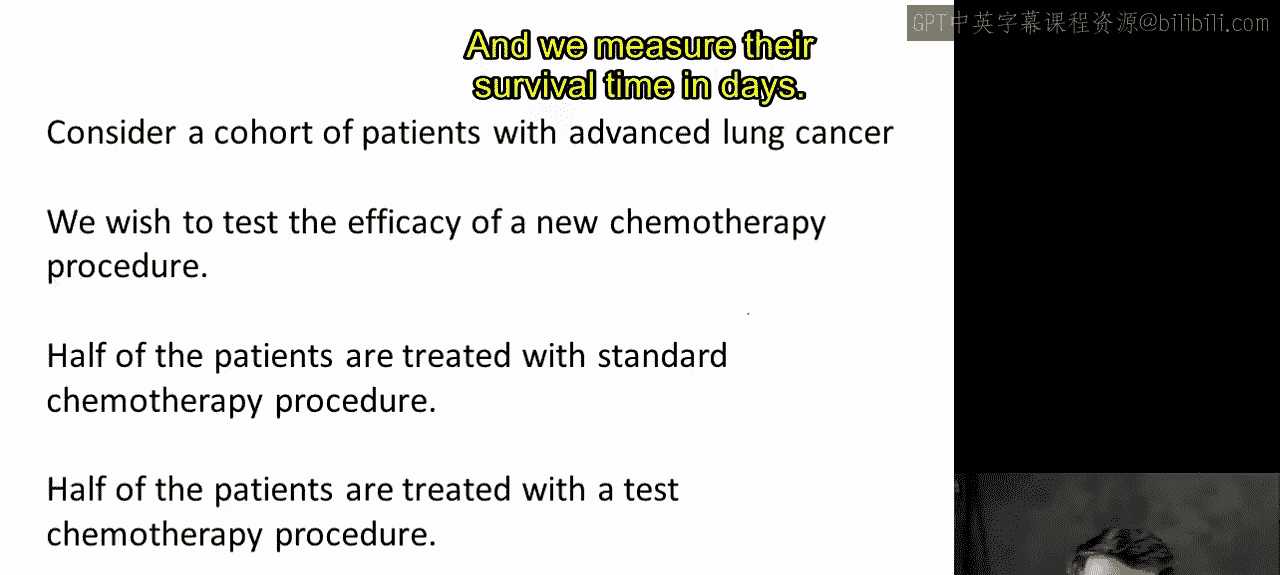 GPT中英字幕课程资源@bilibili.com
And we measure their
survival time in days.
Consider a cohort of patients with advanced lung cancer
We wish to test the efficacy of a new chemotherapy
procedure.
Half of the patients are treated with standard
chemotherapy procedure.
Half of the patients are treated with a test
chemotherapy procedure.